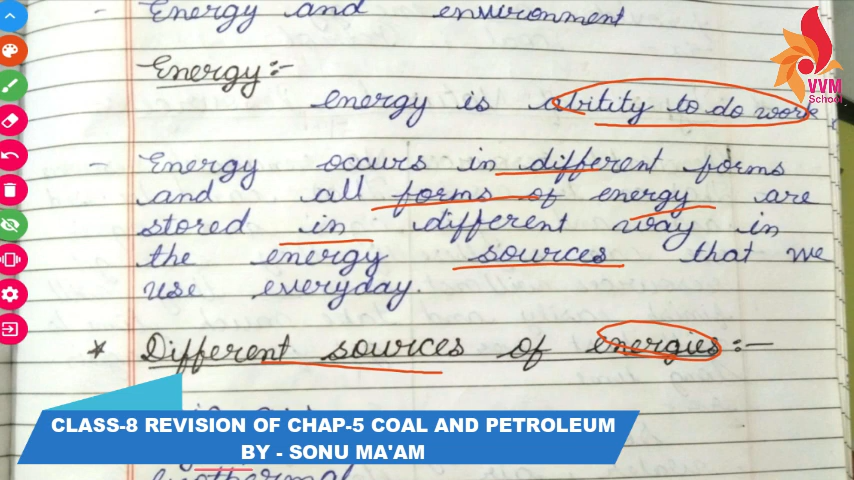 - Energy and environment
Energy:-
energy is abitity to do work
- Energy occurs in different forms
and all forms of energy are
stored in different way in
the energy sources that we
use everyday.
* Different sources of energies:-
VVM
School
CLASS-8 REVISION OF CHAP-5 COAL AND PETROLEUM
BY - SONU MA'AM